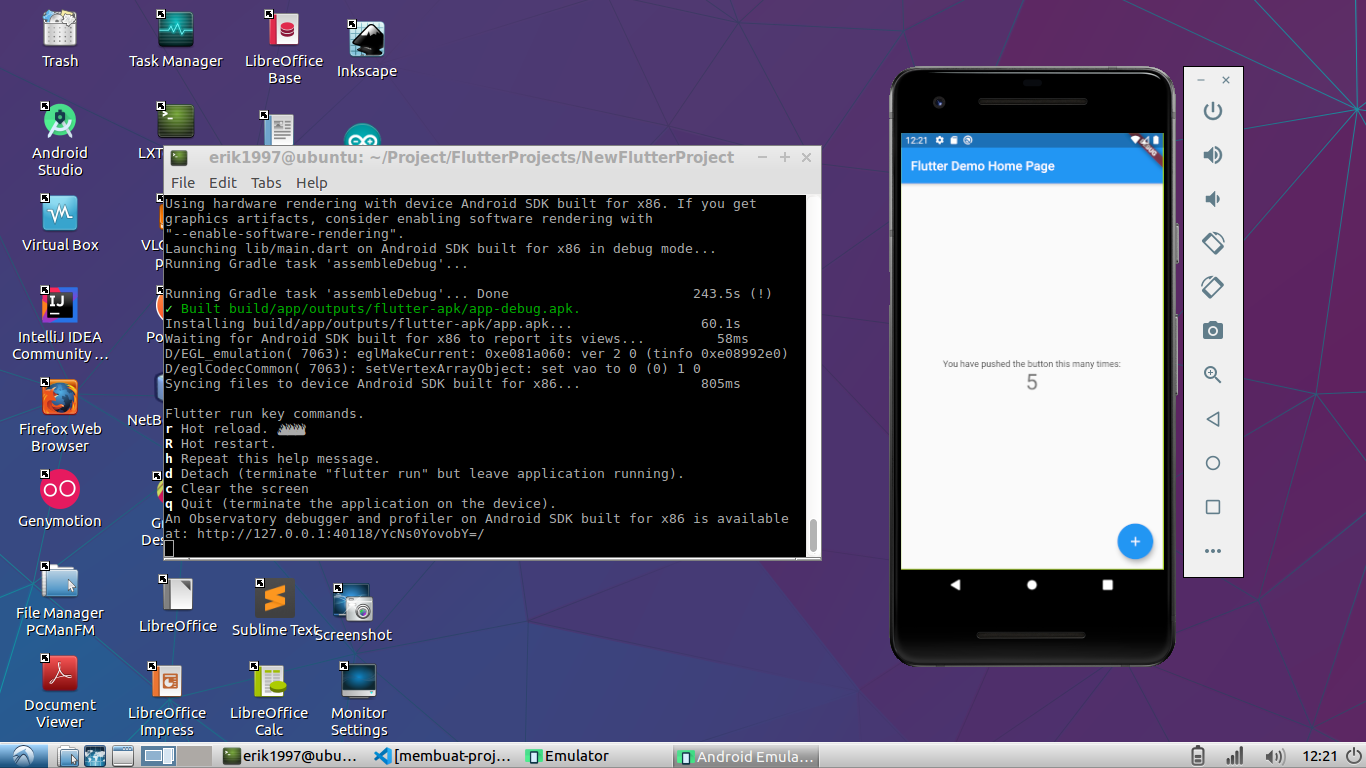 Trash
Task Manager
LibreOffice
Base
Inkscape
Android
Studio
Virtual Box
IntelliJ IDEA
Community ...
Firefox Web
Browser
Genymotion
File Manager
PCManFM
Document
Viewer
LibreOffice
Sublime Text
Screenshot
LibreOffice
Impress
LibreOffice
Calc
Monitor
Settings
erik1997@ubuntu: ~/Project/FlutterProjects/NewFlutterProject
File Edit Tabs Help
Using hardware rendering with device Android SDK built for x86. If you get
graphics artifacts, consider enabling software rendering with
"--enable-software-rendering".
Launching lib/main.dart on Android SDK built for x86 in debug mode...
Running Gradle task 'assembleDebug'...
Running Gradle task 'assembleDebug'... Done 243.5s (!)
✓ Built build/app/outputs/flutter-apk/app-debug.apk.
Installing build/app/outputs/flutter-apk/app.apk... 60.1s
Waiting for Android SDK built for x86 to report its views... 58ms
D/EGL_emulation( 7063): eglMakeCurrent: 0xe081a060: ver 2 0 (tinfo 0xe08992e0)
D/eglCodecCommon( 7063): setVertexArrayObject: set vao to 0 (0) 1 0
Syncing files to device Android SDK built for x86... 805ms
Flutter run key commands.
r Hot reload.
R Hot restart.
h Repeat this help message.
d Detach (terminate "flutter run" but leave application running).
c Clear the screen
q Quit (terminate the application on the device).
An Observatory debugger and profiler on Android SDK built for x86 is available
at: http://127.0.0.1:40118/YcNs0YovobY=/
12:21
Flutter Demo Home Page
You have pushed the button this many times:
5
erik1997@ubu... [membuat-proj... Emulator Android Emula... 12:21